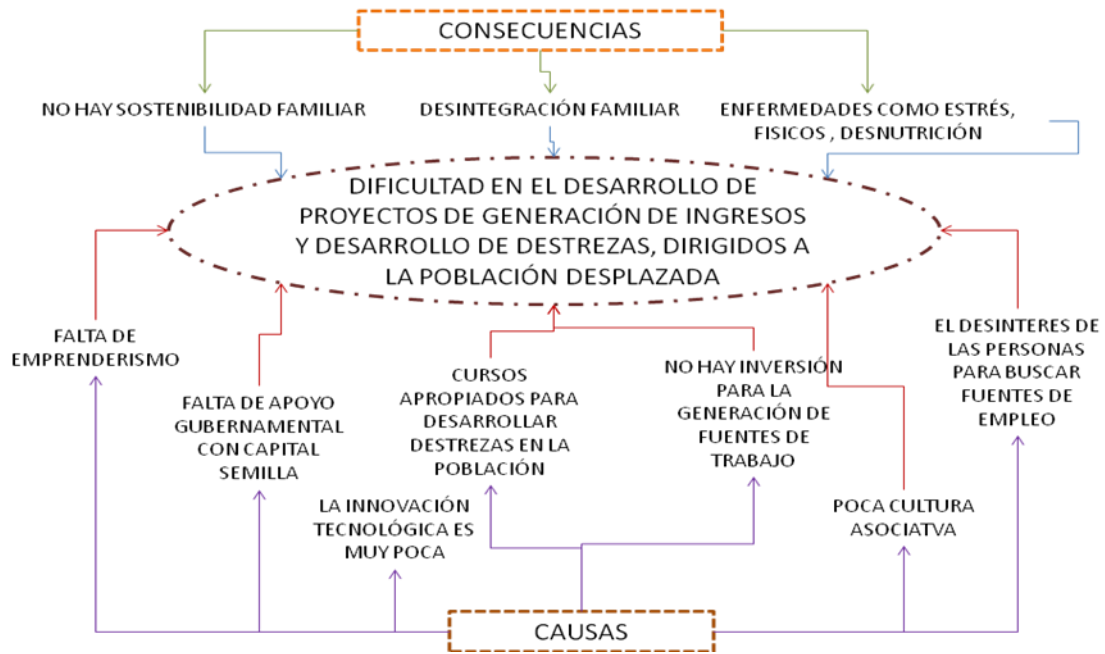 CONSECUENCIAS
NO HAY SOSTENIBILIDAD FAMILIAR
DESINTEGRACIÓN FAMILIAR
ENFERMEDADES COMO ESTRÉS,
FISICOS , DESNUTRICIÓN
DIFICULTAD EN EL DESARROLLO DE
PROYECTOS DE GENERACIÓN DE INGRESOS
Y DESARROLLO DE DESTREZAS, DIRIGIDOS A
LA POBLACIÓN DESPLAZADA
FALTA DE
EMPRENDERISMO
FALTA DE APOYO
GUBERNAMENTAL
CON CAPITAL
SEMILLA
LA INNOVACIÓN
TECNOLÓGICA ES
MUY POCA
CURSOS
APROPIADOS PARA
DESARROLLAR
DESTREZAS EN LA
POBLACIÓN
NO HAY INVERSIÓN
PARA LA
GENERACIÓN DE
FUENTES DE
TRABAJO
POCA CULTURA
ASOCIATVA
EL DESINTERES DE
LAS PERSONAS
PARA BUSCAR
FUENTES DE
EMPLEO
CAUSAS